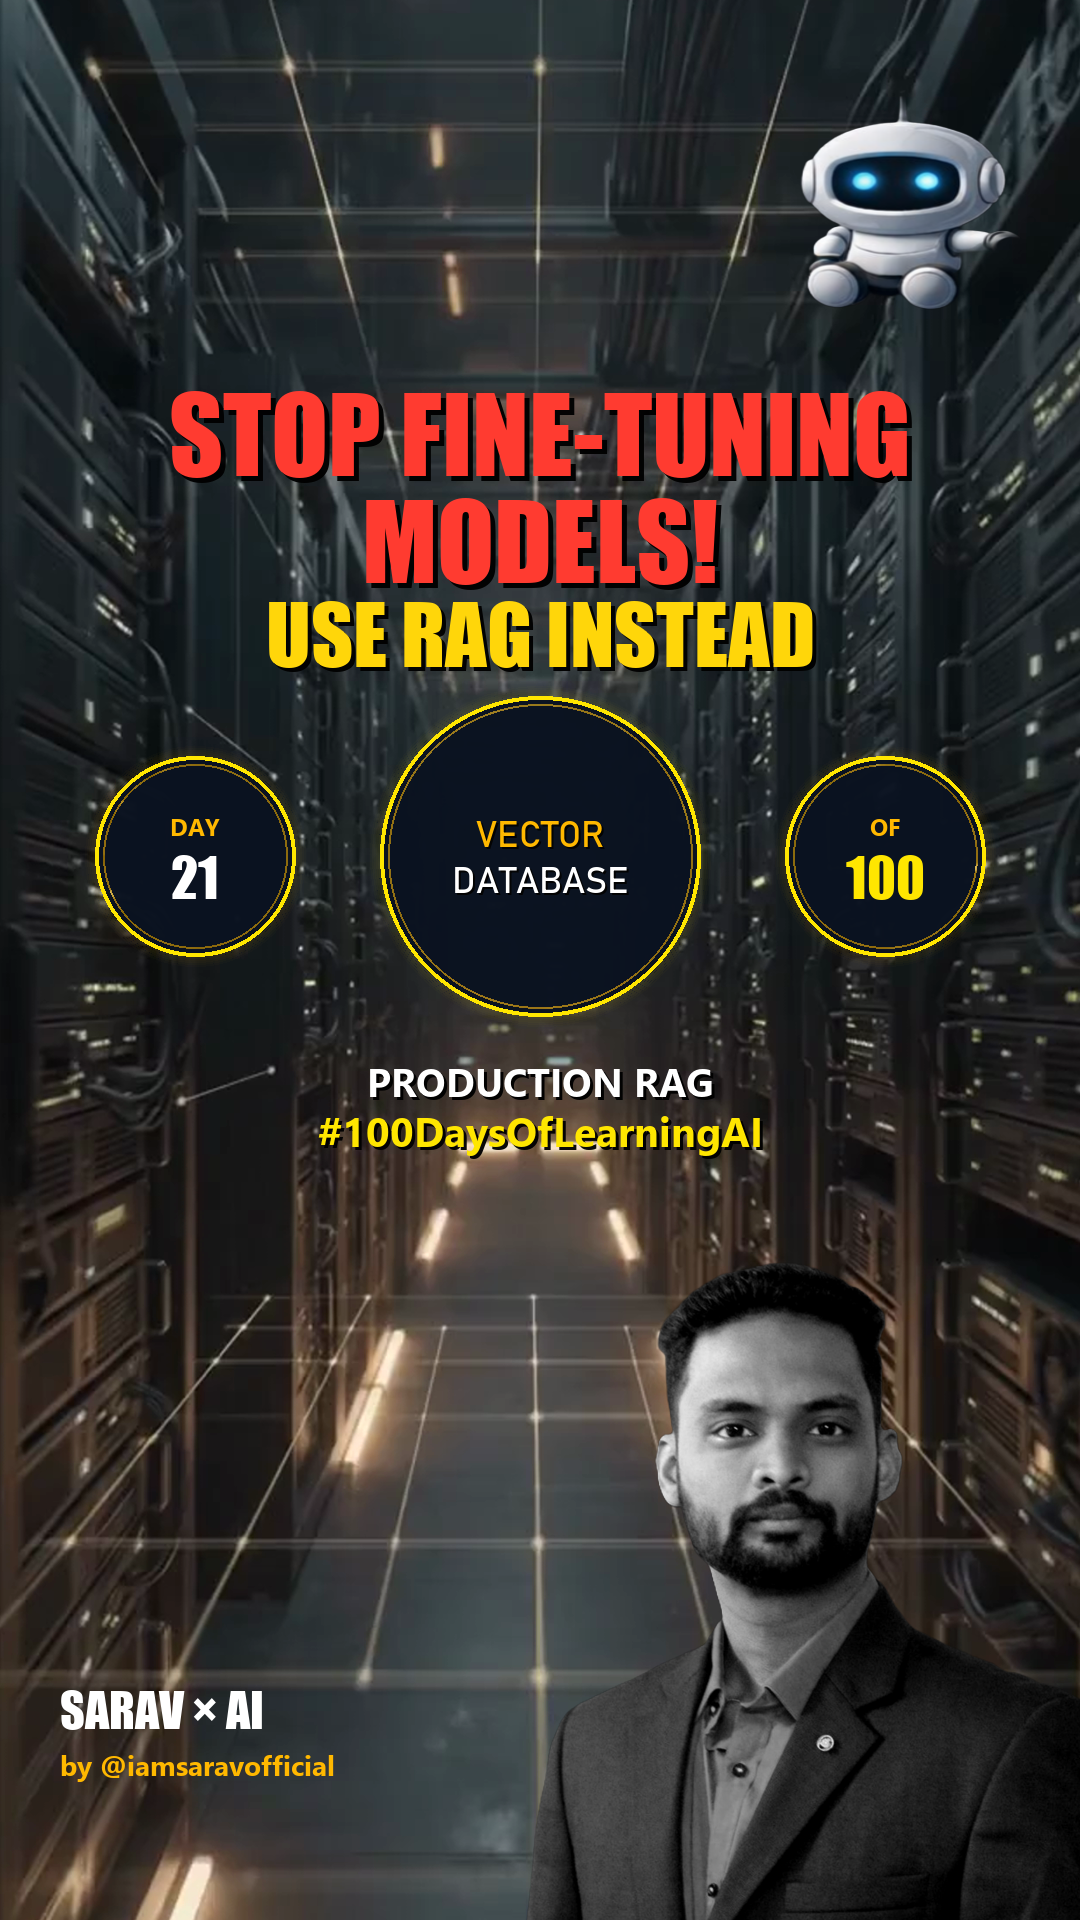 STOP FINE-TUNING
MODELS!
USE RAG INSTEAD
DAY
21
VECTOR
DATABASE
OF
100
PRODUCTION RAG
#100DaysOfLearningAI
SARAV × AI
by @iamsaravofficial